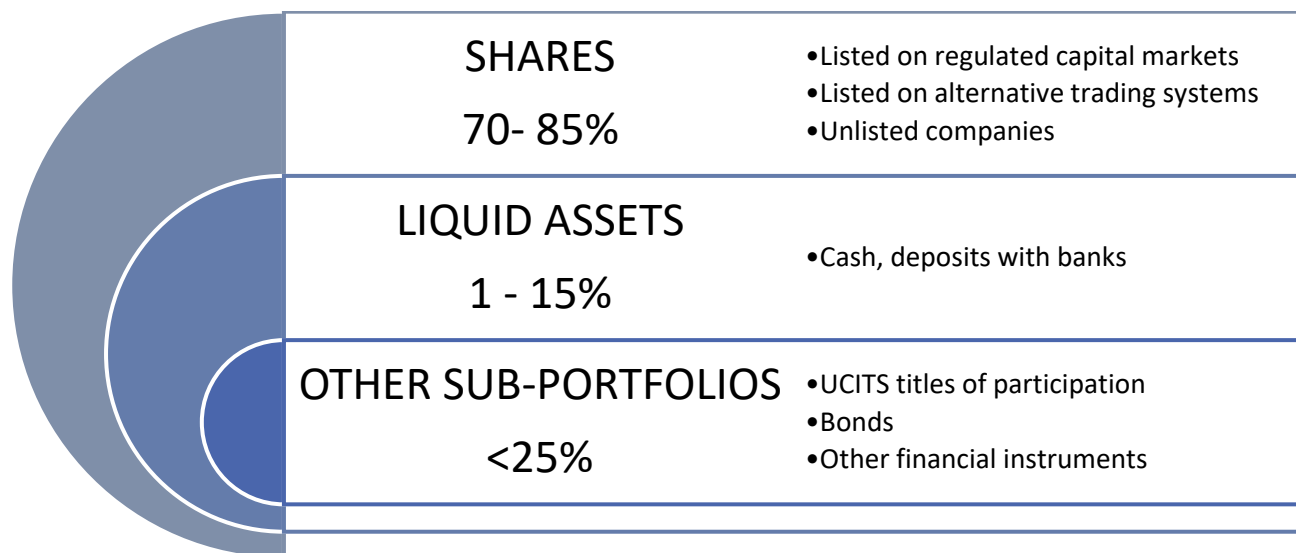 SHARES
70- 85%
•Listed on regulated capital markets
•Listed on alternative trading systems
•Unlisted companies
LIQUID ASSETS
1 - 15%
•Cash, deposits with banks
OTHER SUB-PORTFOLIOS
<25%
•UCITS titles of participation
•Bonds
•Other financial instruments